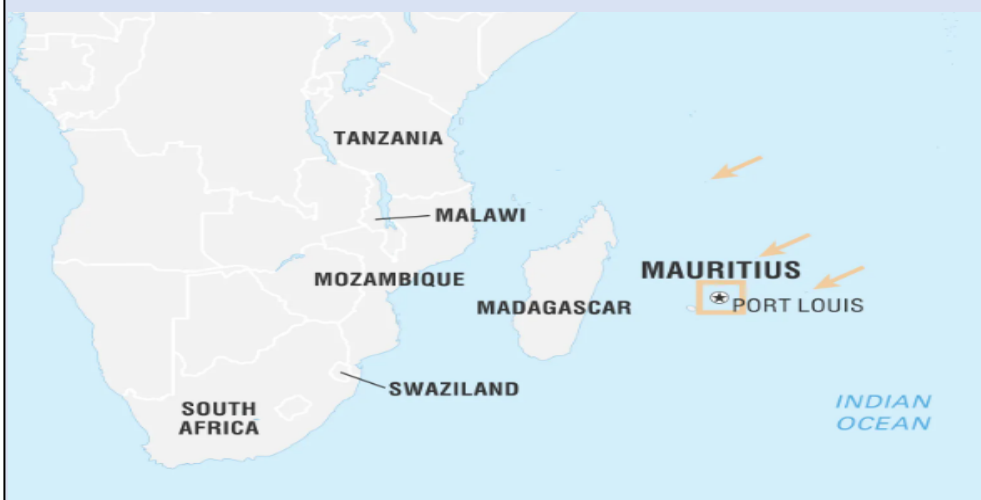 TANZANIA
MALAWI
MAURITIUS
MOZAMBIQUE
MADAGASCAR
PORT LOUIS
SWAZILAND
INDIAN
OCEAN
SOUTH
AFRICA